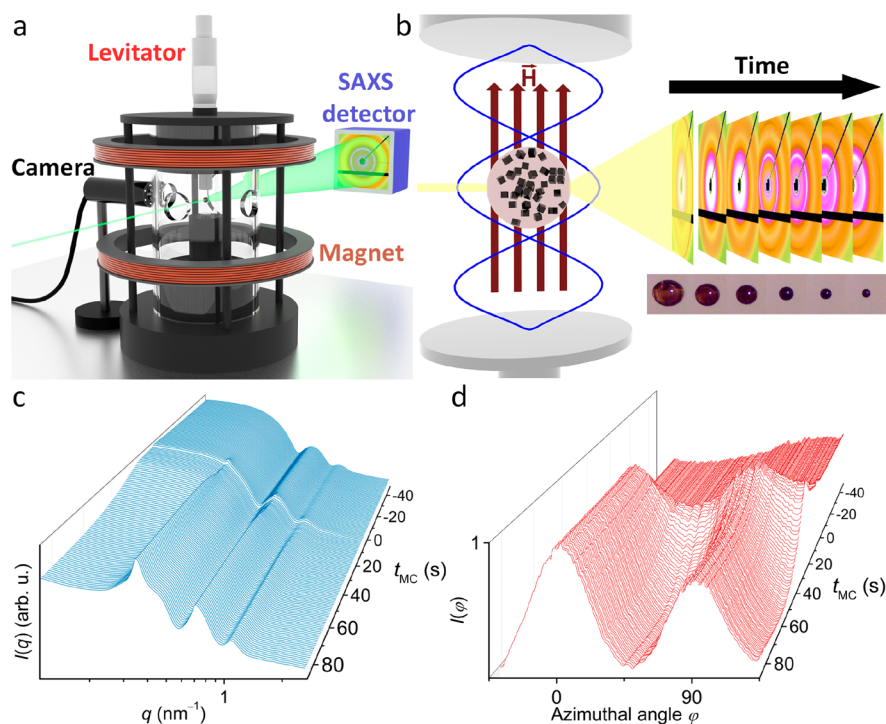 a
Levitator
SAXS
detector
Camera
Magnet
b
H
Time
c
I(q) (arb. u.)
q (nm⁻¹)
1
-40
-20
0
20
40
60
80
t_MC (s)
d
1
I(φ)
0
90
Azimuthal angle φ
-40
-20
0
20
40
60
80
t_MC (s)